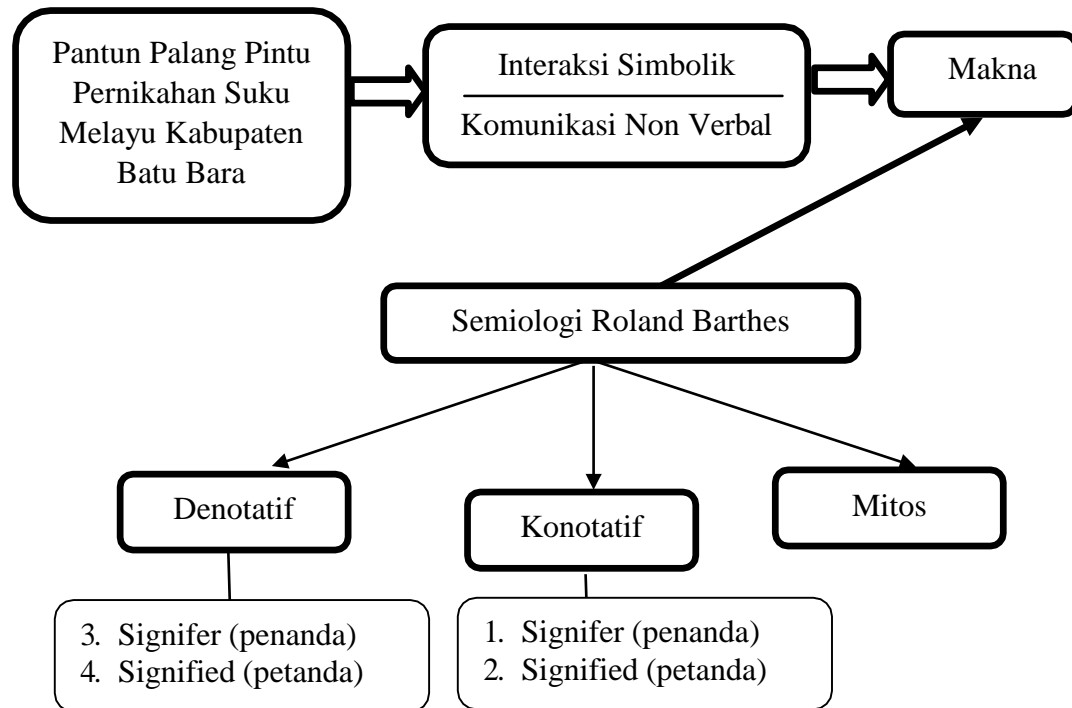 Pantun Palang Pintu
Pernikahan Suku
Melayu Kabupaten
Batu Bara
Interaksi Simbolik
Komunikasi Non Verbal
Makna
Semiologi Roland Barthes
Denotatif
Konotatif
Mitos
3. Signifer (penanda)
4. Signified (petanda)
1. Signifer (penanda)
2. Signified (petanda)